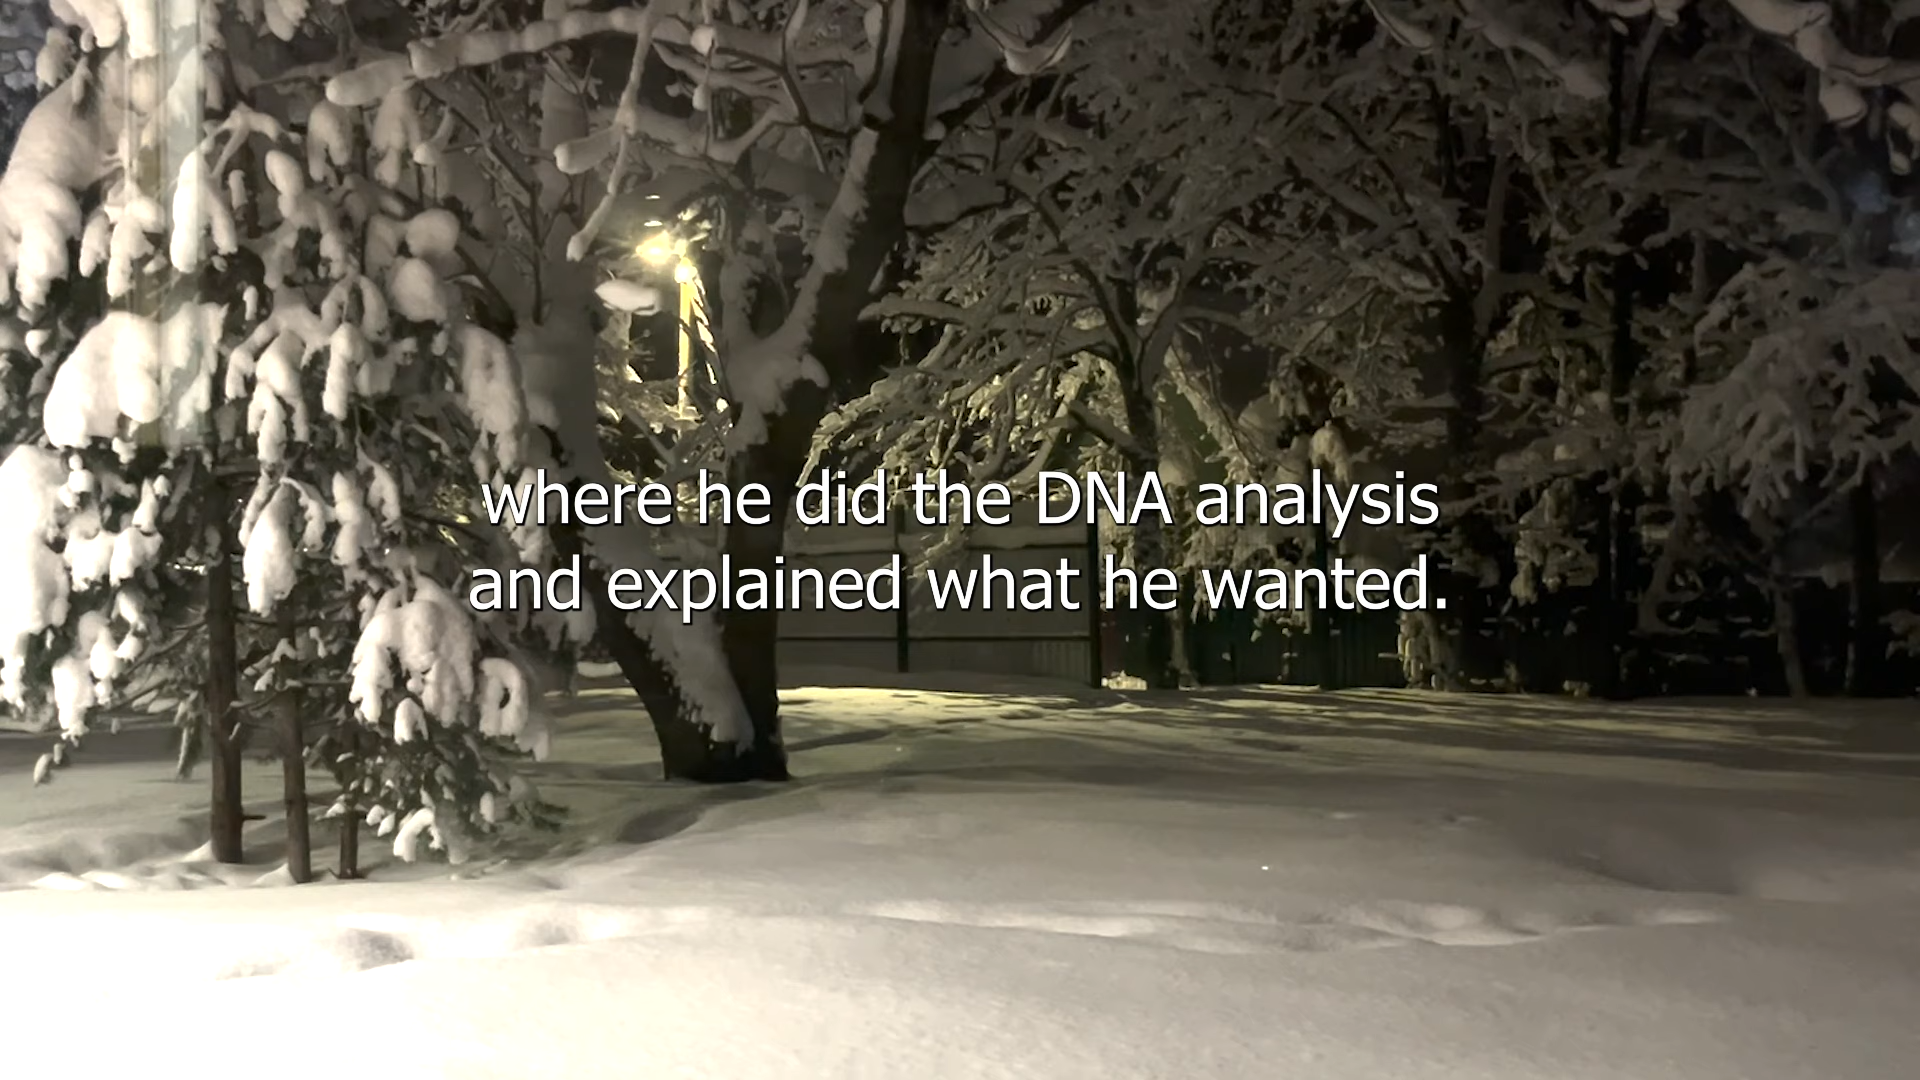 where he did the DNA analysis
and explained what he wanted.